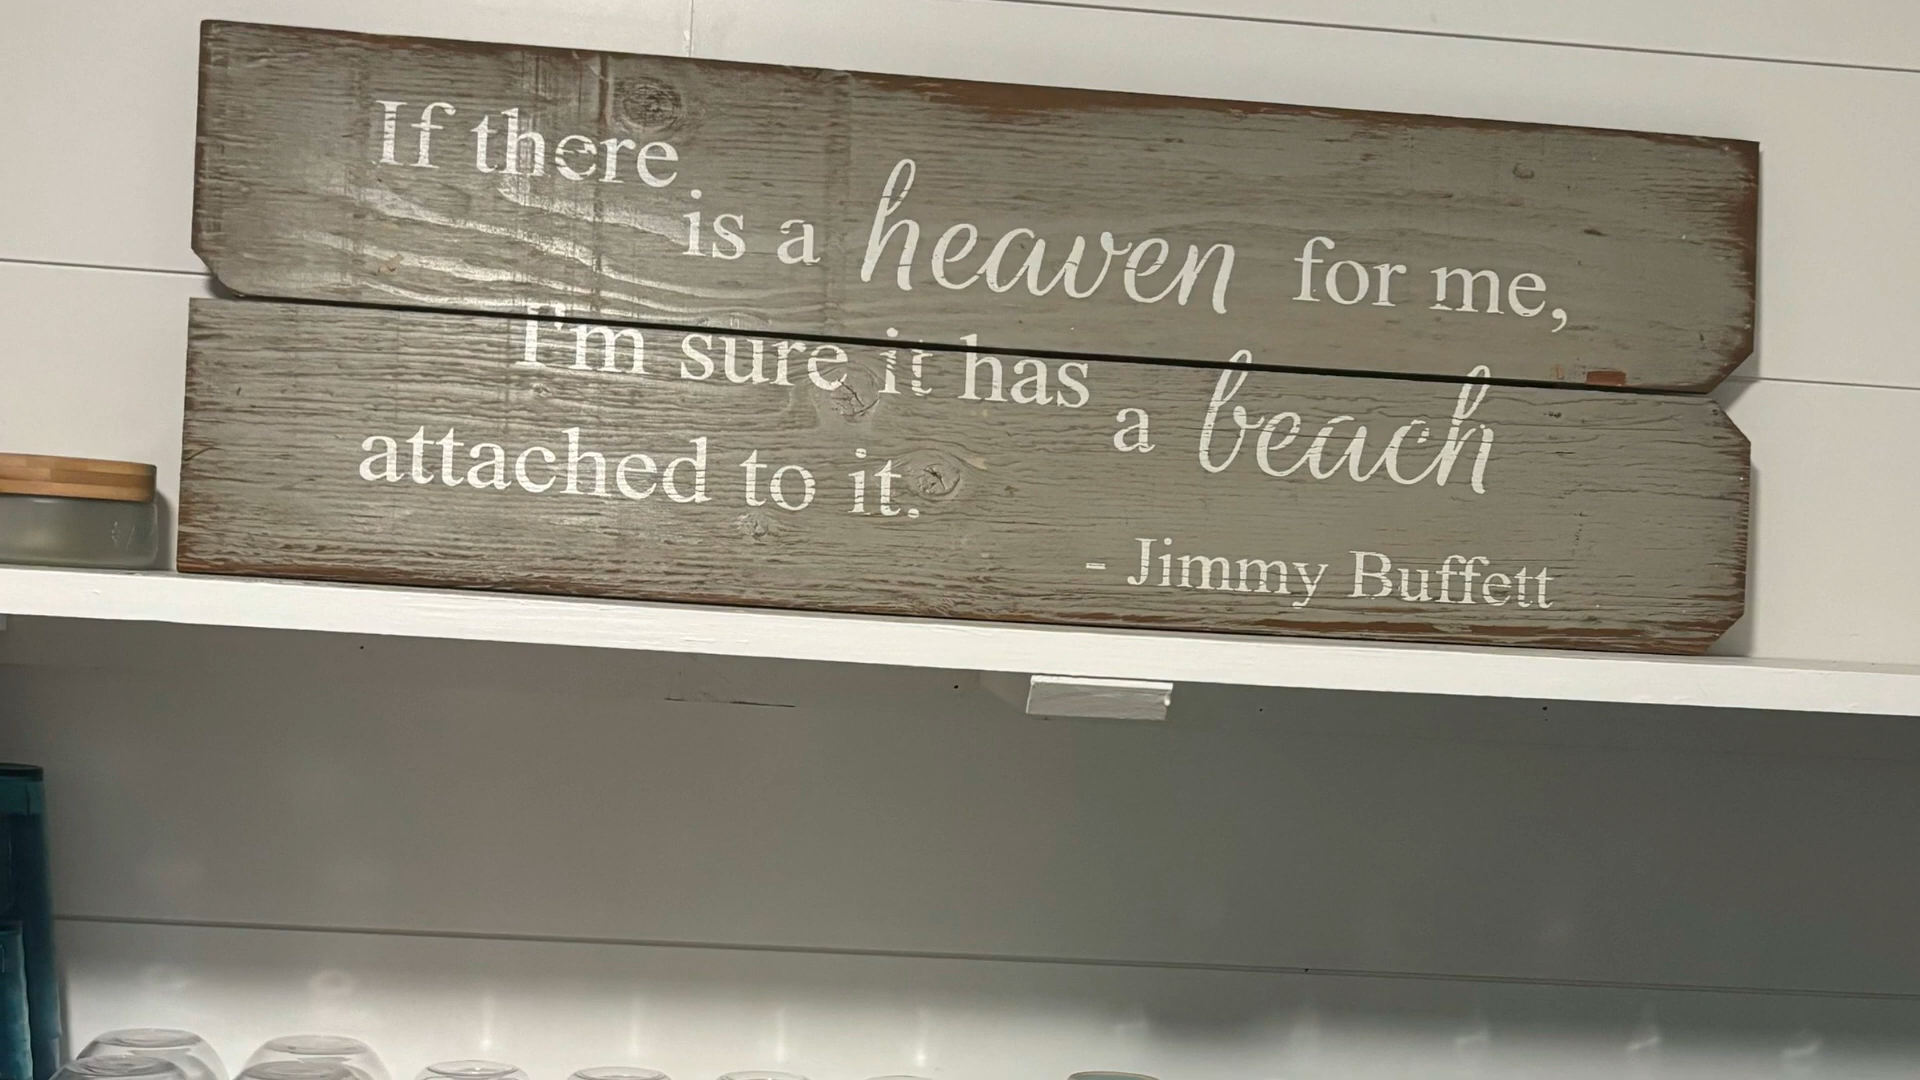 If there is a heaven for me,
I'm sure it has a beach
attached to it.
- Jimmy Buffett